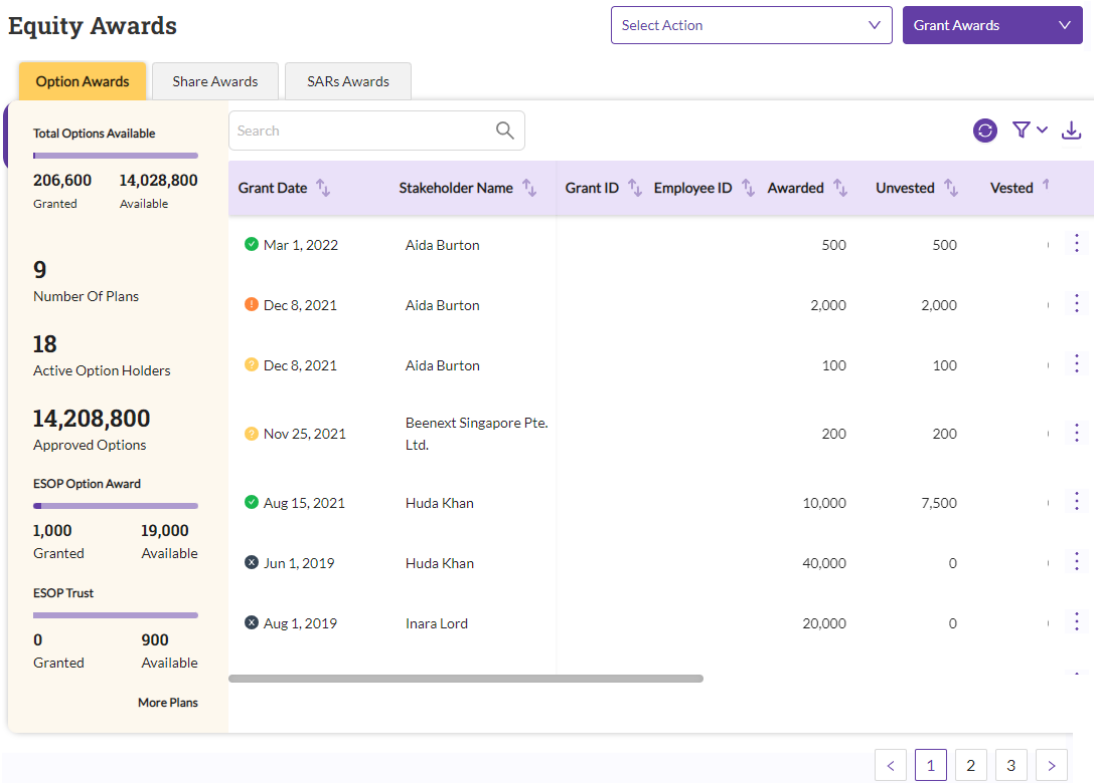 Equity Awards
Select Action
Grant Awards
Option Awards
Share Awards
SARs Awards
Total Options Available
206,600 14,028,800
Granted Available
9
Number Of Plans
18
Active Option Holders
14,208,800
Approved Options
ESOP Option Award
1,000 19,000
Granted Available
ESOP Trust
0 900
Granted Available
More Plans
Search
Grant Date Stakeholder Name Grant ID Employee ID Awarded Unvested Vested
Mar 1, 2022 Aida Burton 500 500
Dec 8, 2021 Aida Burton 2,000 2,000
Dec 8, 2021 Aida Burton 100 100
Nov 25, 2021 Beenext Singapore Pte.
Ltd. 200 200
Aug 15, 2021 Huda Khan 10,000 7,500
Jun 1, 2019 Huda Khan 40,000 0
Aug 1, 2019 Inara Lord 20,000 0
< 1 2 3 >